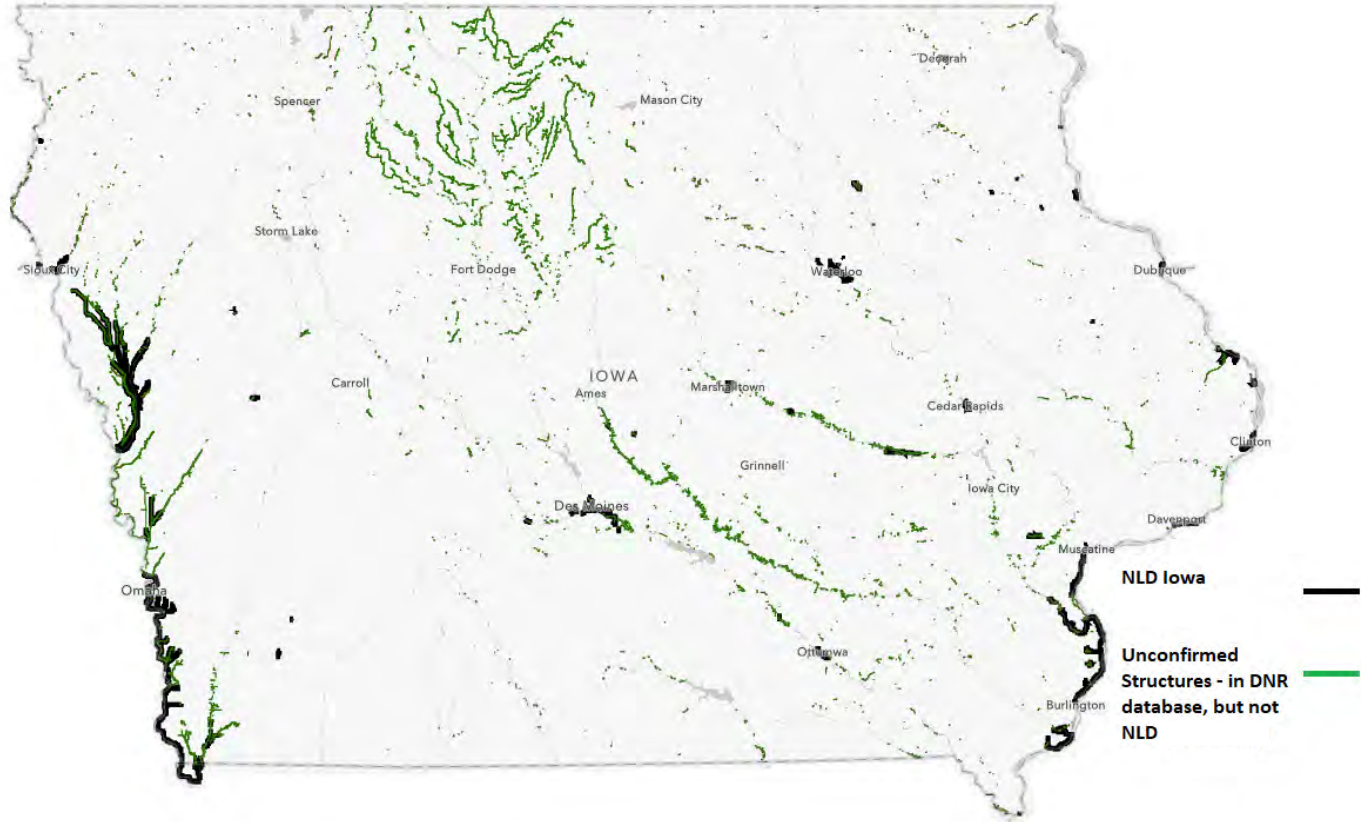 Decorah
Spencer
Mason City
Storm Lake
Sioux City
Fort Dodge
Waterloo
Dubuque
IOWA
Carroll
Ames
Marshalltown
Cedar Rapids
Clinton
Grinnell
Iowa City
Des Moines
Davenport
Muscatine
Omaha
Ottumwa
Burlington
NLD Iowa
Unconfirmed
Structures - in DNR
database, but not
NLD